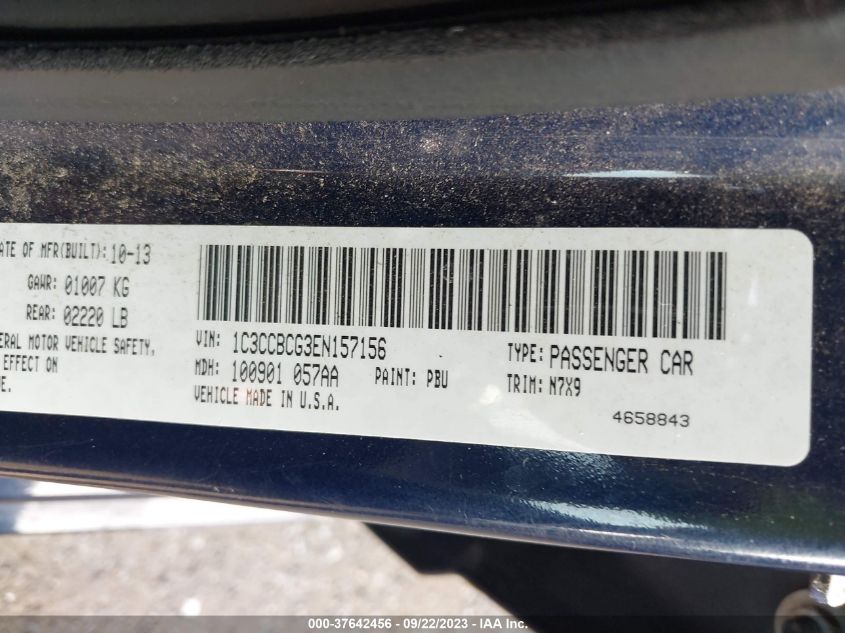 ATE OF MFR(BUILT): 10-13
GAWR: 01007 KG
REAR: 02220 LB
ERAL MOTOR VEHICLE SAFETY,
EFFECT ON
E.
VIN: 1C3CCBCG3EN157156
TYPE: PASSENGER CAR
MDH: 100901 057AA PAINT: PBU
TRIM: N7X9
VEHICLE MADE IN U.S.A.
4658843
000-37642456 - 09/22/2023 - IAA Inc.